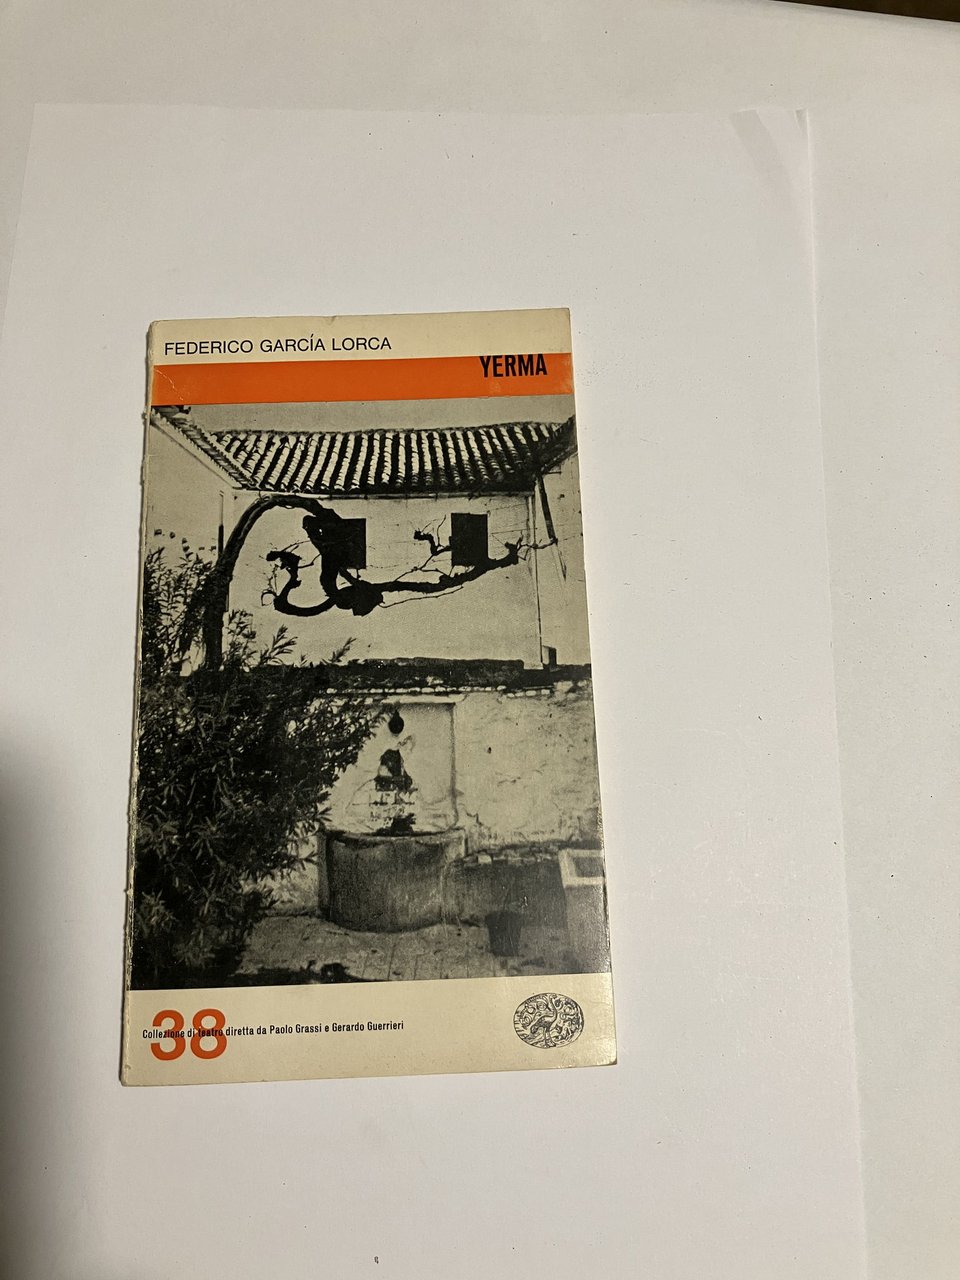 FEDERICO GARCÍA LORCA
YERMA
38
Collezione di teatro diretta da Paolo Grassi e Gerardo Guerrieri